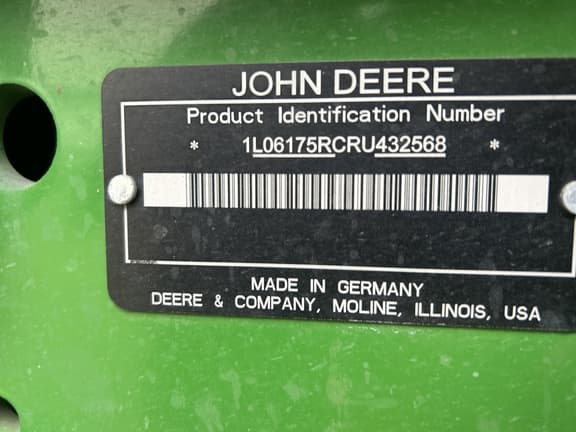 JOHN DEERE
Product Identification Number
* 1L06175RCRU432568 *
MADE IN GERMANY
DEERE & COMPANY, MOLINE, ILLINOIS, USA